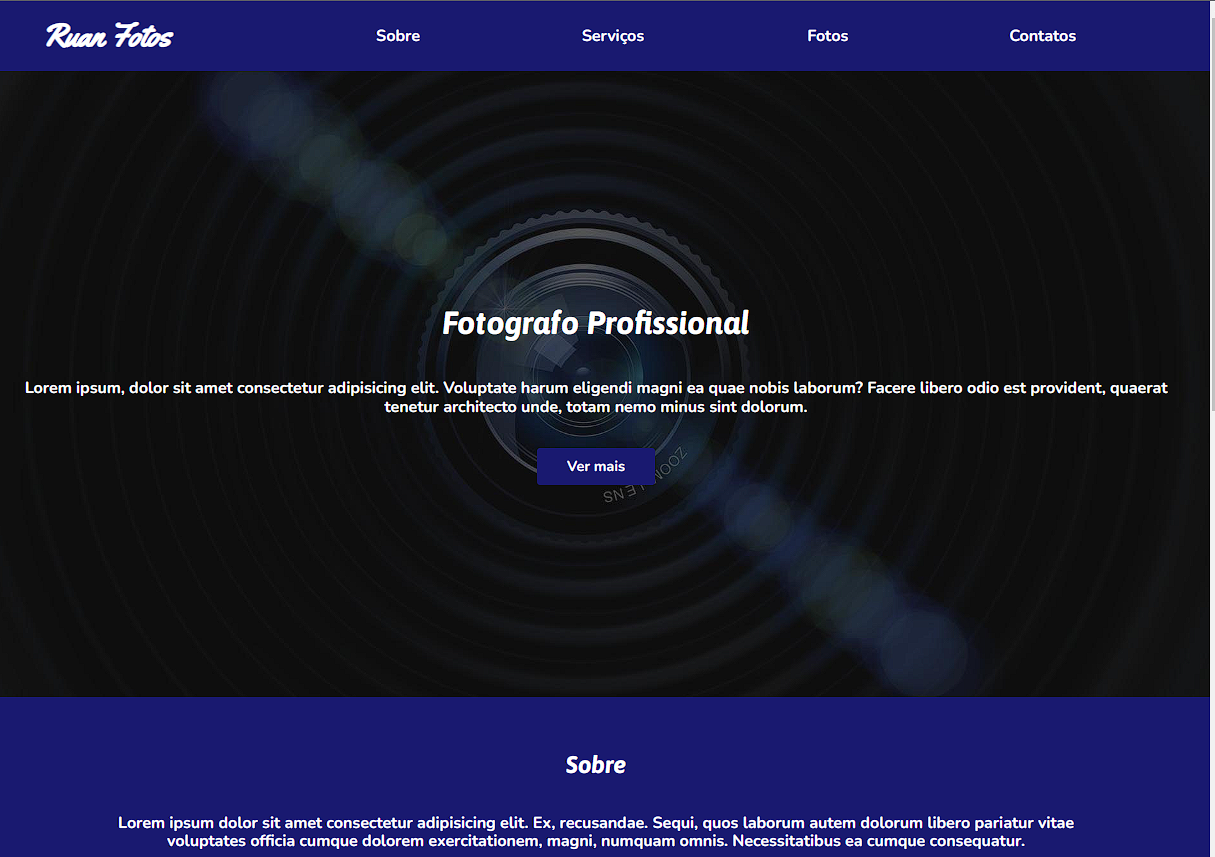 Ruan Fotos
Sobre
Serviços
Fotos
Contatos
Fotografo Profissional
Lorem ipsum, dolor sit amet consectetur adipisicing elit. Voluptate harum eligendi magni ea quae nobis laborum? Facere libero odio est provident, quaerat
tenetur architecto unde, totam nemo minus sint dolorum.
Ver mais
ZOOM LENS
Sobre
Lorem ipsum dolor sit amet consectetur adipisicing elit. Ex, recusandae. Sequi, quos laborum autem dolorum libero pariatur vitae
voluptates officia cumque dolorem exercitationem, magni, numquam omnis. Necessitatibus ea cumque consequatur.